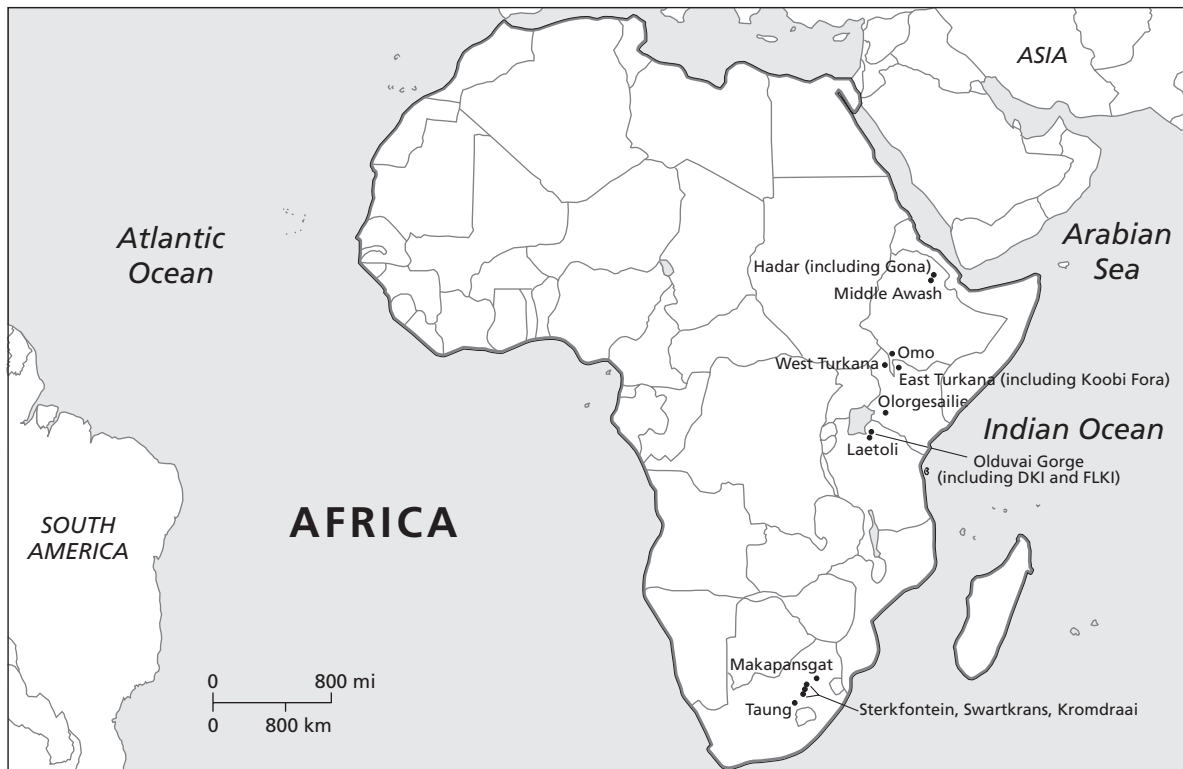 ASIA
Atlantic
Ocean
Arabian
Sea
Hadar (including Gona)
Middle Awash
Omo
West Turkana
East Turkana (including Koobi Fora)
Olorgesailie
Indian Ocean
Laetoli
Olduvai Gorge
(including DKI and FLKI)
AFRICA
SOUTH
AMERICA
Makapansgat
0 800 mi
0 800 km
Taung
Sterkfontein, Swartkrans, Kromdraai